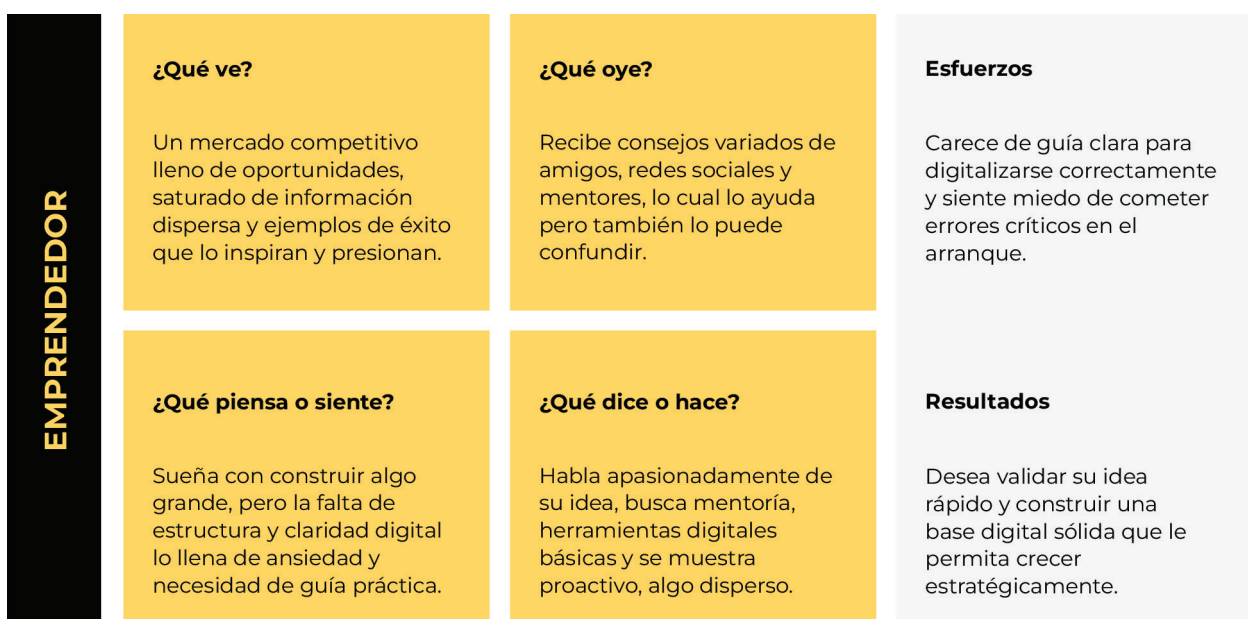 EMPRENDEDOR
¿Qué ve?
Un mercado competitivo
lleno de oportunidades,
saturado de información
dispersa y ejemplos de éxito
que lo inspiran y presionan.
¿Qué oye?
Recibe consejos variados de
amigos, redes sociales y
mentores, lo cual lo ayuda
pero también lo puede
confundir.
Esfuerzos
Carece de guía clara para
digitalizarse correctamente
y siente miedo de cometer
errores críticos en el
arranque.
¿Qué piensa o siente?
Sueña con construir algo
grande, pero la falta de
estructura y claridad digital
lo llena de ansiedad y
necesidad de guía práctica.
¿Qué dice o hace?
Habla apasionadamente de
su idea, busca mentoría,
herramientas digitales
básicas y se muestra
proactivo, algo disperso.
Resultados
Desea validar su idea
rápido y construir una
base digital sólida que le
permita crecer
estratégicamente.